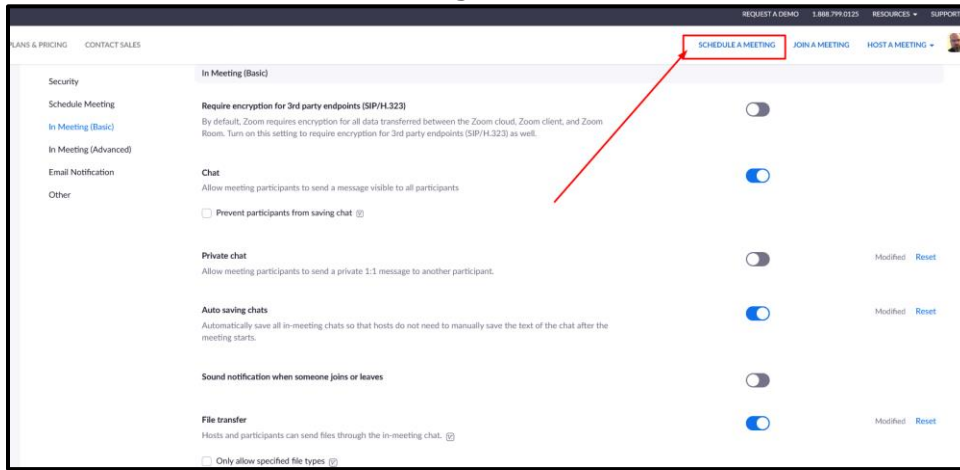 REQUEST A DEMO 1.888.799.0125 RESOURCES SUPPORT
PLANS & PRICING CONTACT SALES SCHEDULE A MEETING JOIN A MEETING HOST A MEETING
Security
Schedule Meeting
In Meeting (Basic)
In Meeting (Advanced)
Email Notification
Other
In Meeting (Basic)
Require encryption for 3rd party endpoints (SIP/H.323)
By default, Zoom requires encryption for all data transferred between the Zoom cloud, Zoom client, and Zoom
Room. Turn on this setting to require encryption for 3rd party endpoints (SIP/H.323) as well.
Chat
Allow meeting participants to send a message visible to all participants
Prevent participants from saving chat
Private chat
Allow meeting participants to send a private 1:1 message to another participant.
Modified Reset
Auto saving chats
Automatically save all in-meeting chats so that hosts do not need to manually save the text of the chat after the
meeting starts.
Modified Reset
Sound notification when someone joins or leaves
File transfer
Hosts and participants can send files through the in-meeting chat.
Modified Reset
Only allow specified file types